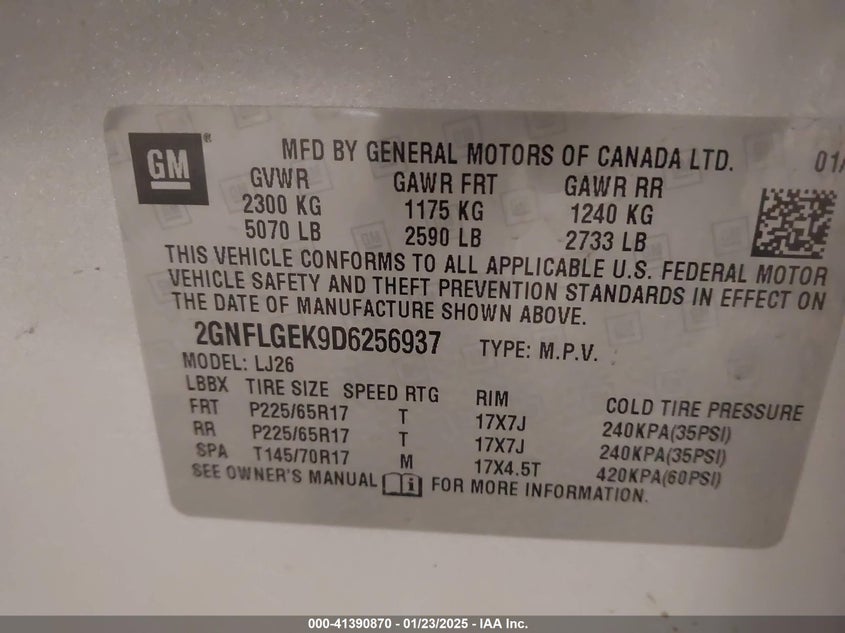 GM® MFD BY GENERAL MOTORS OF CANADA LTD. 01/
GVWR GAWR FRT GAWR RR
2300 KG 1175 KG 1240 KG
5070 LB 2590 LB 2733 LB
THIS VEHICLE CONFORMS TO ALL APPLICABLE U.S. FEDERAL MOTOR
VEHICLE SAFETY AND THEFT PREVENTION STANDARDS IN EFFECT ON
THE DATE OF MANUFACTURE SHOWN ABOVE.
2GNFLGEK9D6256937 TYPE: M.P.V.
MODEL: LJ26
LBBX TIRE SIZE SPEED RTG RIM COLD TIRE PRESSURE
FRT P225/65R17 T 17X7J 240KPA(35PSI)
RR P225/65R17 T 17X7J 240KPA(35PSI)
SPA T145/70R17 M 17X4.5T 420KPA(60PSI)
SEE OWNER'S MANUAL FOR MORE INFORMATION.
000-41390870 - 01/23/2025 - IAA Inc.